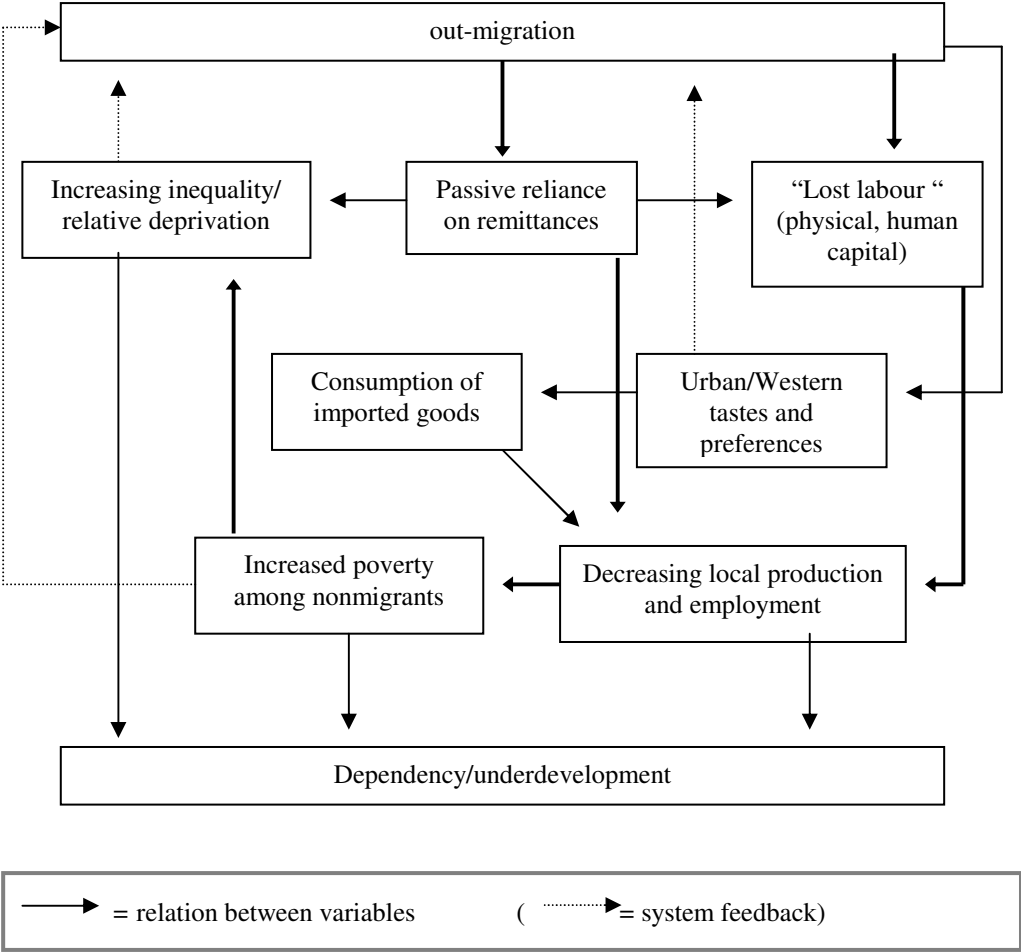 out-migration
Increasing inequality/
relative deprivation
Passive reliance
on remittances
“Lost labour “
(physical, human
capital)
Consumption of
imported goods
Urban/Western
tastes and
preferences
Increased poverty
among nonmigrants
Decreasing local production
and employment
Dependency/underdevelopment
= relation between variables ( = system feedback)